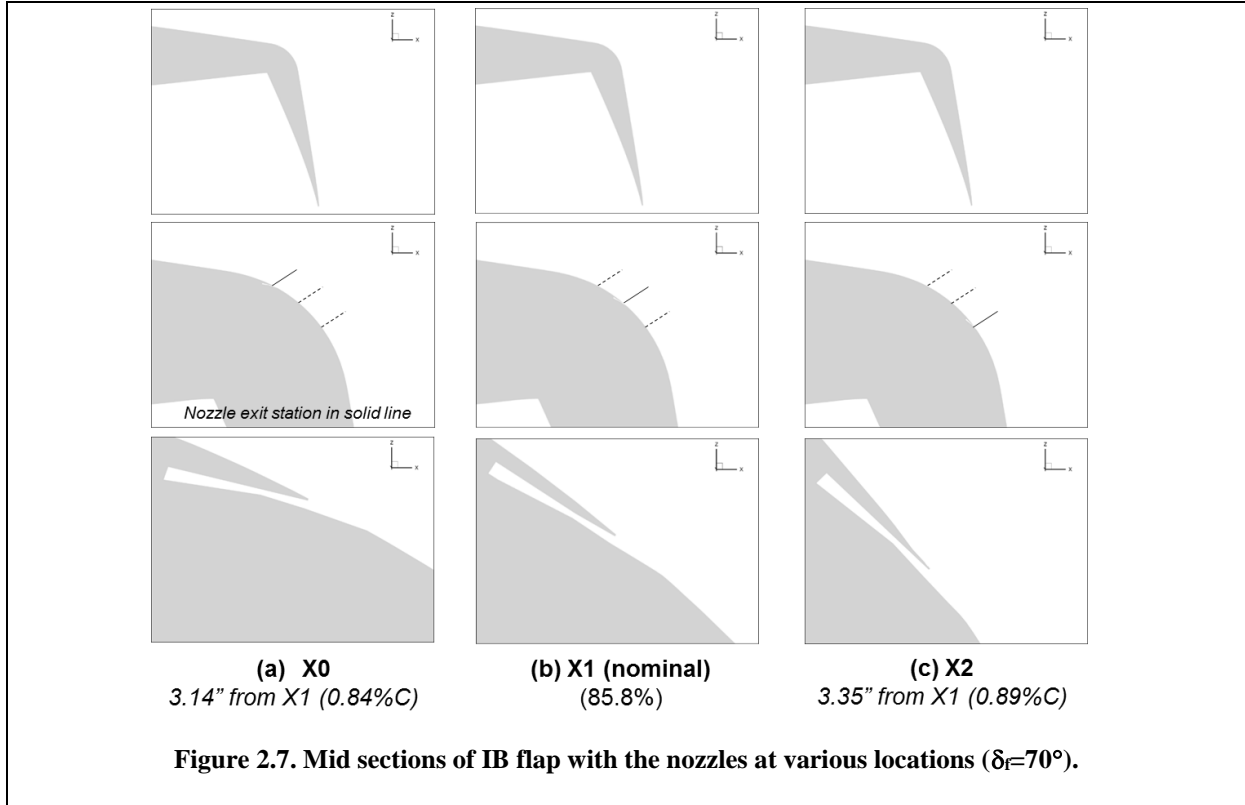 z
x
z
x
z
x
z
x
Nozzle exit station in solid line
z
x
z
x
z
x
z
x
z
x
(a) X0
3.14” from X1 (0.84%C)
(b) X1 (nominal)
(85.8%)
(c) X2
3.35” from X1 (0.89%C)
Figure 2.7. Mid sections of IB flap with the nozzles at various locations (δf=70°).